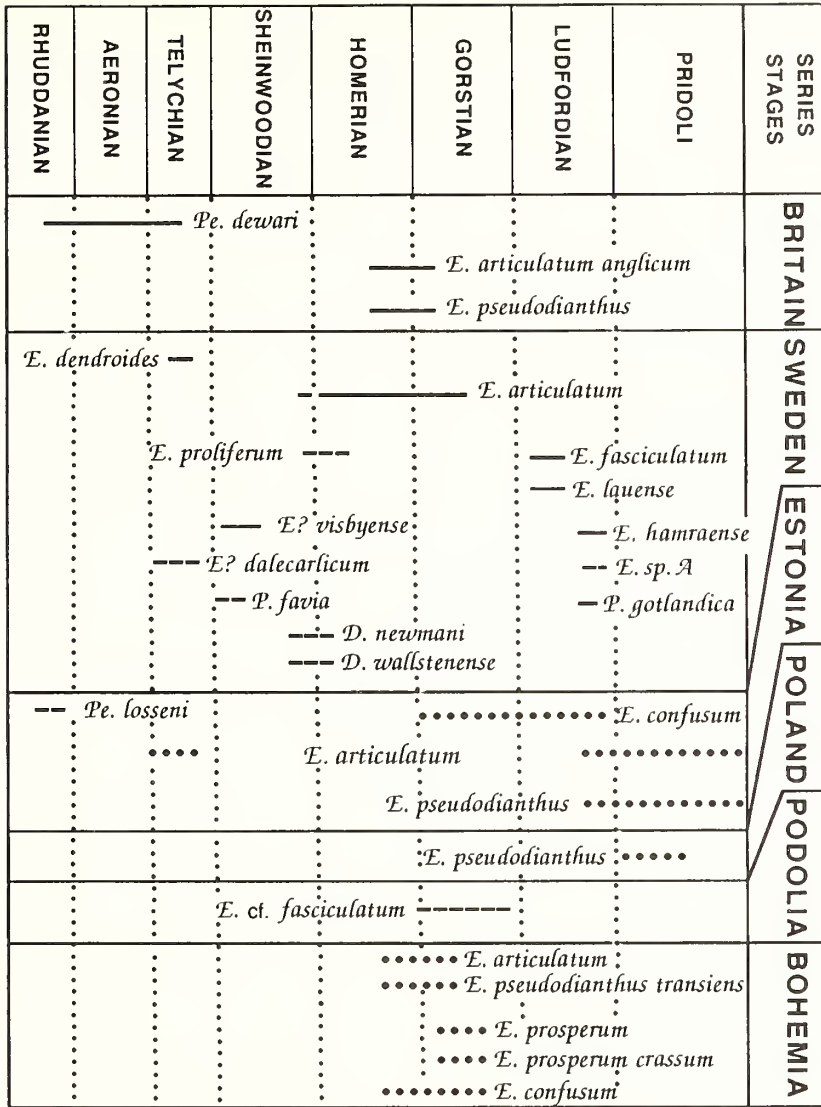 RHUDDANIAN
AERONIAN
TELYCHIAN
SHEINWOODIAN
HOMERIAN
GORSTIAN
LUDFORDIAN
PRIDOLI
SERIES
STAGES
BRITAIN
Pe. dewari
E. articulatum anglicum
E. pseudodianthus
SWEDEN
E. dendroides
E. articulatum
E. proliferum
E. fasciculatum
E. lauense
E? visbyense
E. hamraense
E? dalecarlicum
E. sp. A
P. favia
P. gotlandica
D. newmani
D. wallstenense
ESTONIA
Pe. losseni
E. confusum
E. articulatum
E. pseudodianthus
POLAND
E. pseudodianthus
PODOLIA
E. cf. fasciculatum
BOHEMIA
E. articulatum
E. pseudodianthus transiens
E. prosperum
E. prosperum crassum
E. confusum